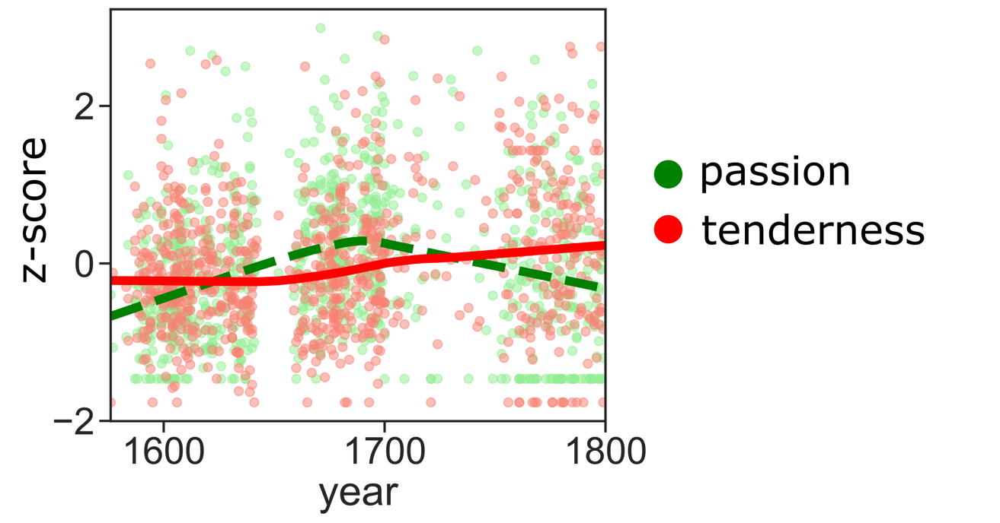 2
0
−2
z-score
1600 1700 1800
year
passion
tenderness